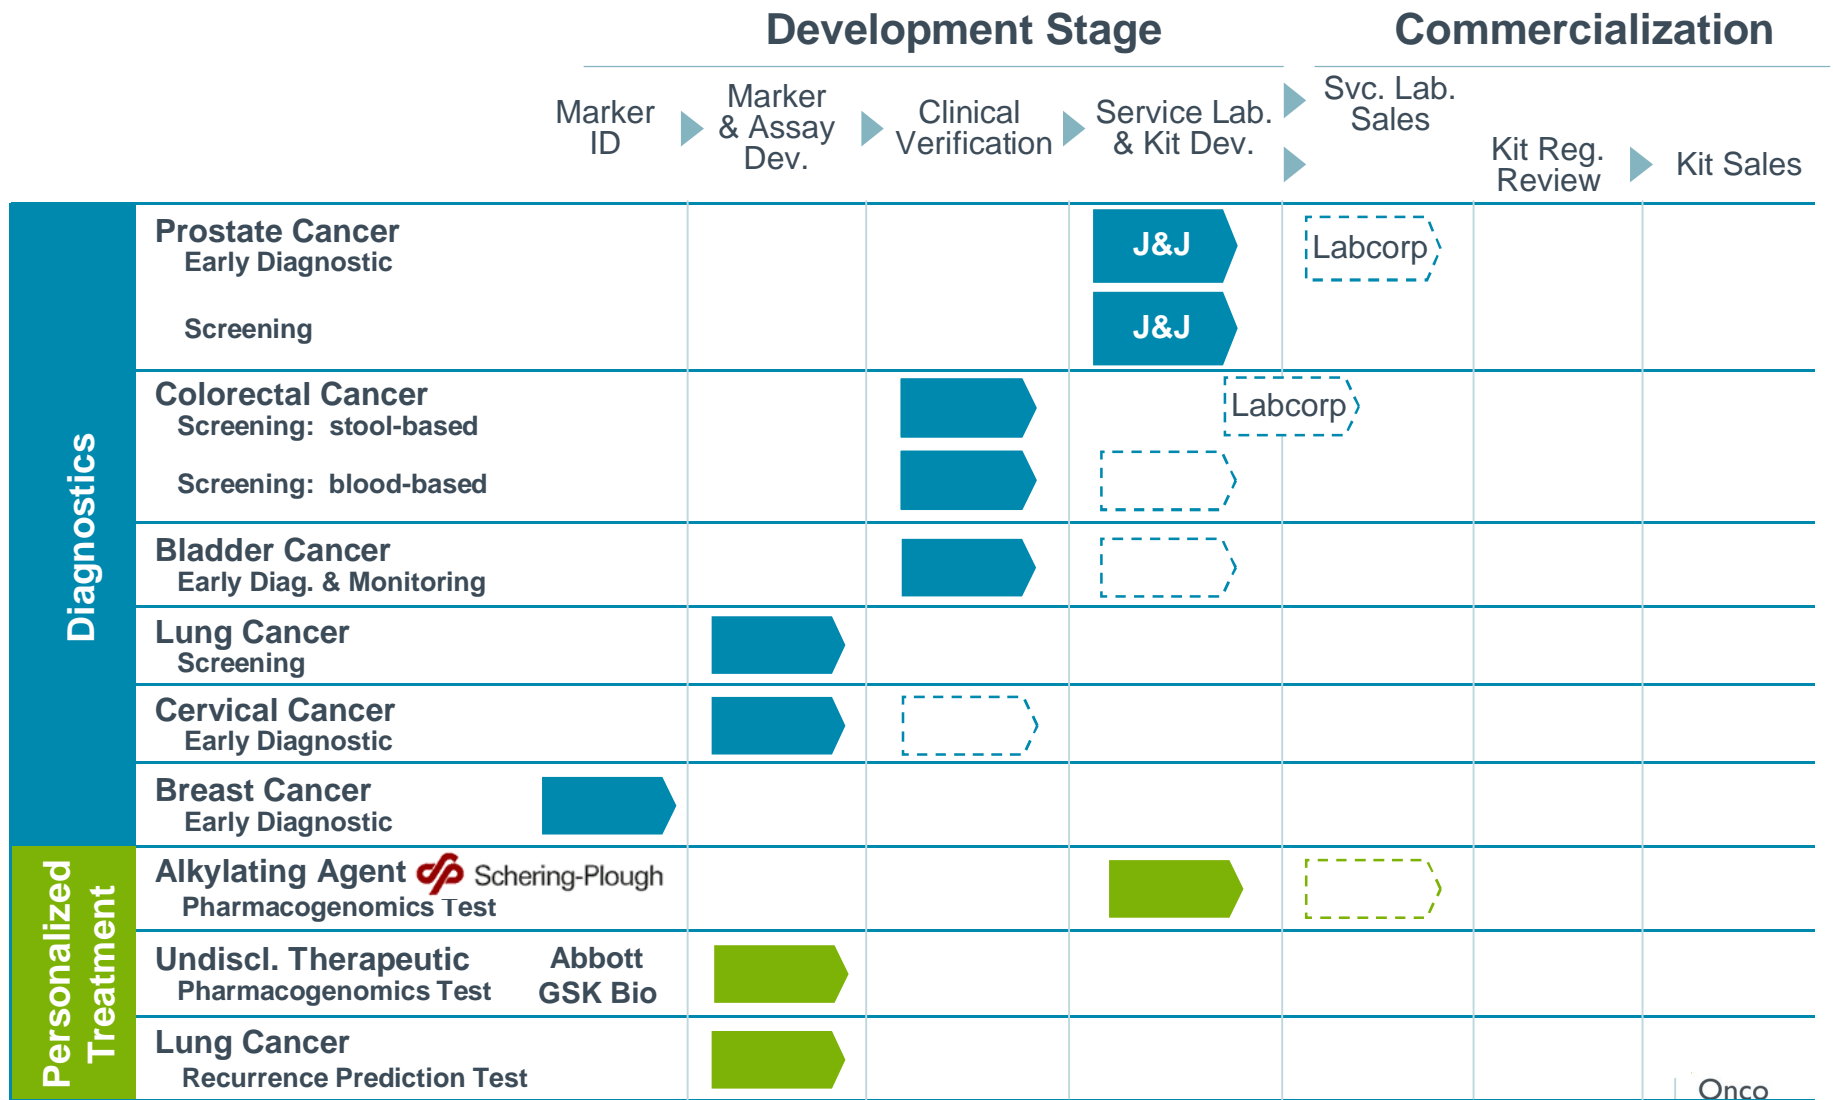 Development Stage
Commercialization
Marker
ID
Marker
& Assay
Dev.
Clinical
Verification
Service Lab.
& Kit Dev.
Svc. Lab.
Sales
Kit Reg.
Review
Kit Sales
Diagnostics
Prostate Cancer
Early Diagnostic
J&J
Labcorp
Screening
J&J
Colorectal Cancer
Screening: stool-based
Labcorp
Screening: blood-based
Bladder Cancer
Early Diag. & Monitoring
Lung Cancer
Screening
Cervical Cancer
Early Diagnostic
Breast Cancer
Early Diagnostic
Personalized
Treatment
Alkylating Agent
Schering-Plough
Pharmacogenomics Test
Undiscl. Therapeutic
Pharmacogenomics Test
Abbott
GSK Bio
Lung Cancer
Recurrence Prediction Test
Onco